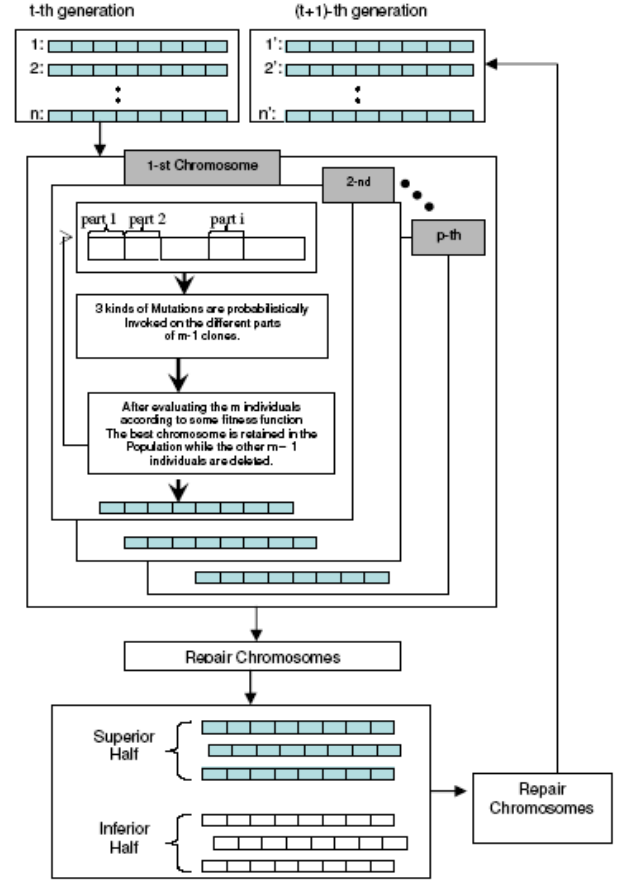 t-th generation
(t+1)-th generation
1:
2:
n:
1':
2':
n':
1-st Chromosome
2-nd
p-th
part 1 part 2 part i
3 kinds of Mutations are probabilistically
Invoked on the different parts
of m-1 clones.
After evaluating the m individuals
according to some fitness function
The best chromosome is retained in the
Population while the other m− 1
individuals are deleted.
Repair Chromosomes
Superior
Half
Inferior
Half
Repair
Chromosomes